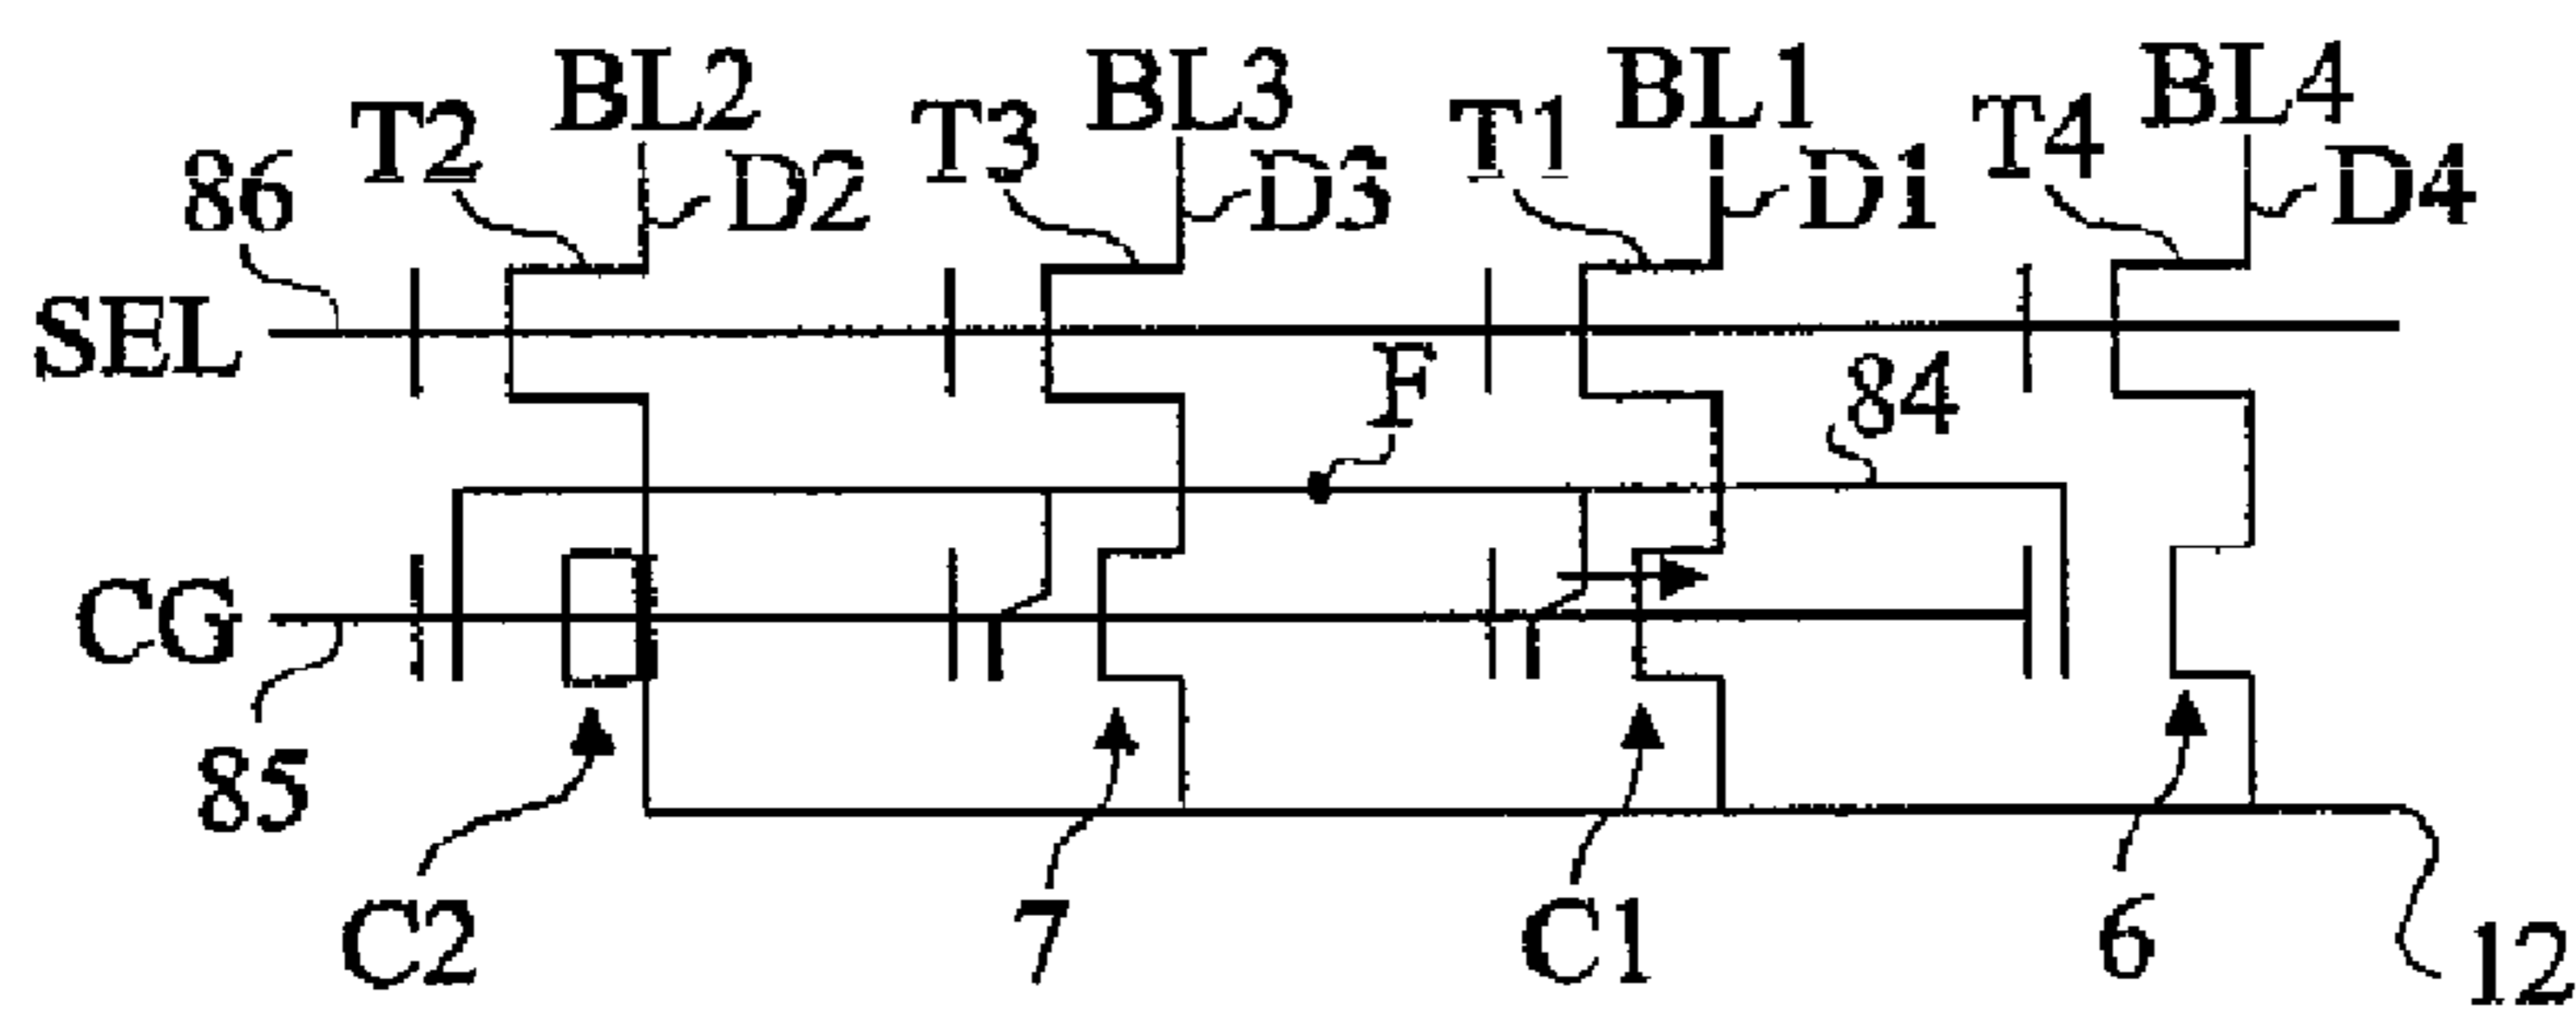 BL2 BL3 BL1 BL4
T2 T3 T1 T4
86 D2 D3 D1 D4
SEL
F 84
CG
85
C2 7 C1 6 12